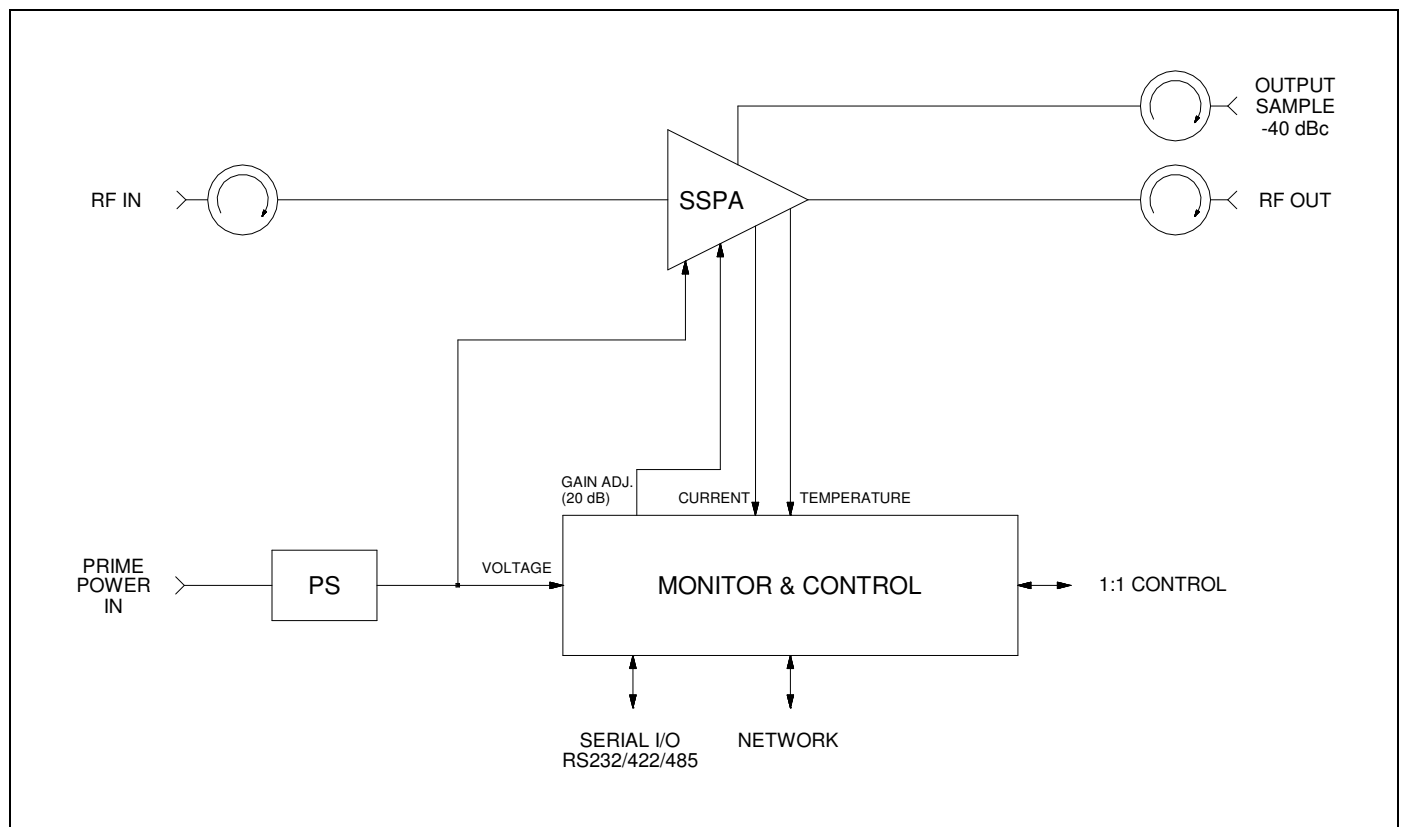 OUTPUT
SAMPLE
-40 dBc
RF IN
SSPA
RF OUT
GAIN ADJ.
(20 dB)
CURRENT
TEMPERATURE
PRIME
POWER
IN
PS
VOLTAGE
MONITOR & CONTROL
1:1 CONTROL
SERIAL I/O
RS232/422/485
NETWORK